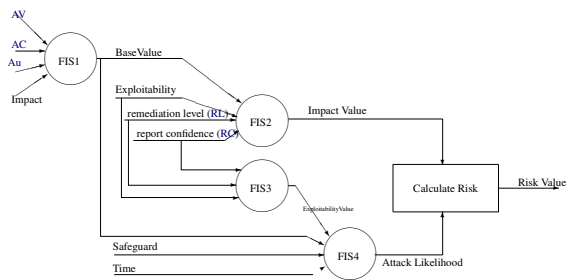 AV
AC
Au
Impact
FIS1
BaseValue
Exploitability
remediation level (RL)
report confidence (RC)
FIS2
Impact Value
FIS3
ExploitabilityValue
Calculate Risk
Risk Value
Safeguard
Time
FIS4
Attack Likelihood